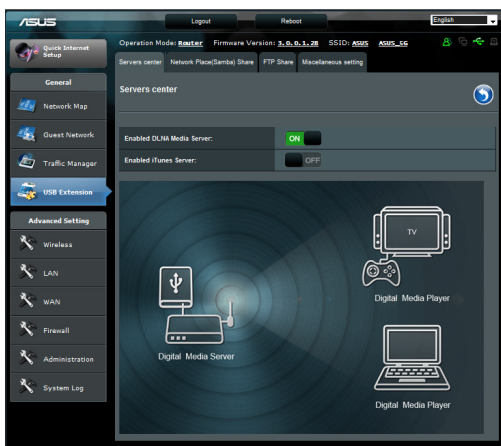 ASUS
Logout
Reboot
English
Quick Internet Setup
Operation Mode: Router Firmware Version: 3.0.0.1.28 SSID: ASUS ASUS_5G
Servers center Network Place(Samba) Share FTP Share Miscellaneous setting
General
Servers center
Network Map
Guest Network
Enabled DLNA Media Server: ON
Traffic Manager
Enabled iTunes Server: OFF
USB Extension
Advanced Setting
Wireless
LAN
WAN
Firewall
Administration
System Log
TV
Digital Media Player
Digital Media Server
Digital Media Player